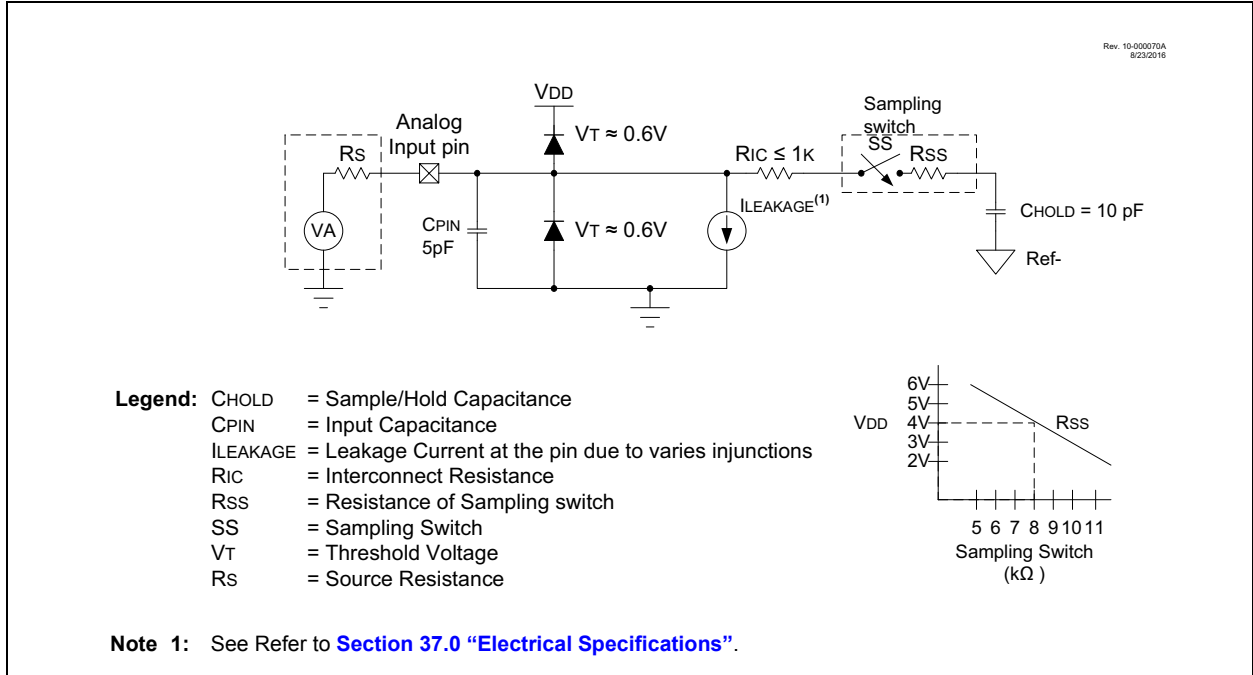 Rev. 10-000070A
8/23/2016
VDD
Sampling
switch
SS
RSS
Analog
Input pin
VT ≈ 0.6V
RS
RIC ≤ 1K
ILEAKAGE(1)
CPIN
5pF
VA
VT ≈ 0.6V
CHOLD = 10 pF
Ref-
Legend: CHOLD = Sample/Hold Capacitance
CPIN = Input Capacitance
ILEAKAGE = Leakage Current at the pin due to varies injunctions
RIC = Interconnect Resistance
RSS = Resistance of Sampling switch
SS = Sampling Switch
VT = Threshold Voltage
RS = Source Resistance
6V
5V
VDD 4V RSS
3V
2V
5 6 7 8 9 10 11
Sampling Switch
(kΩ )
Note 1: See Refer to Section 37.0 “Electrical Specifications”.